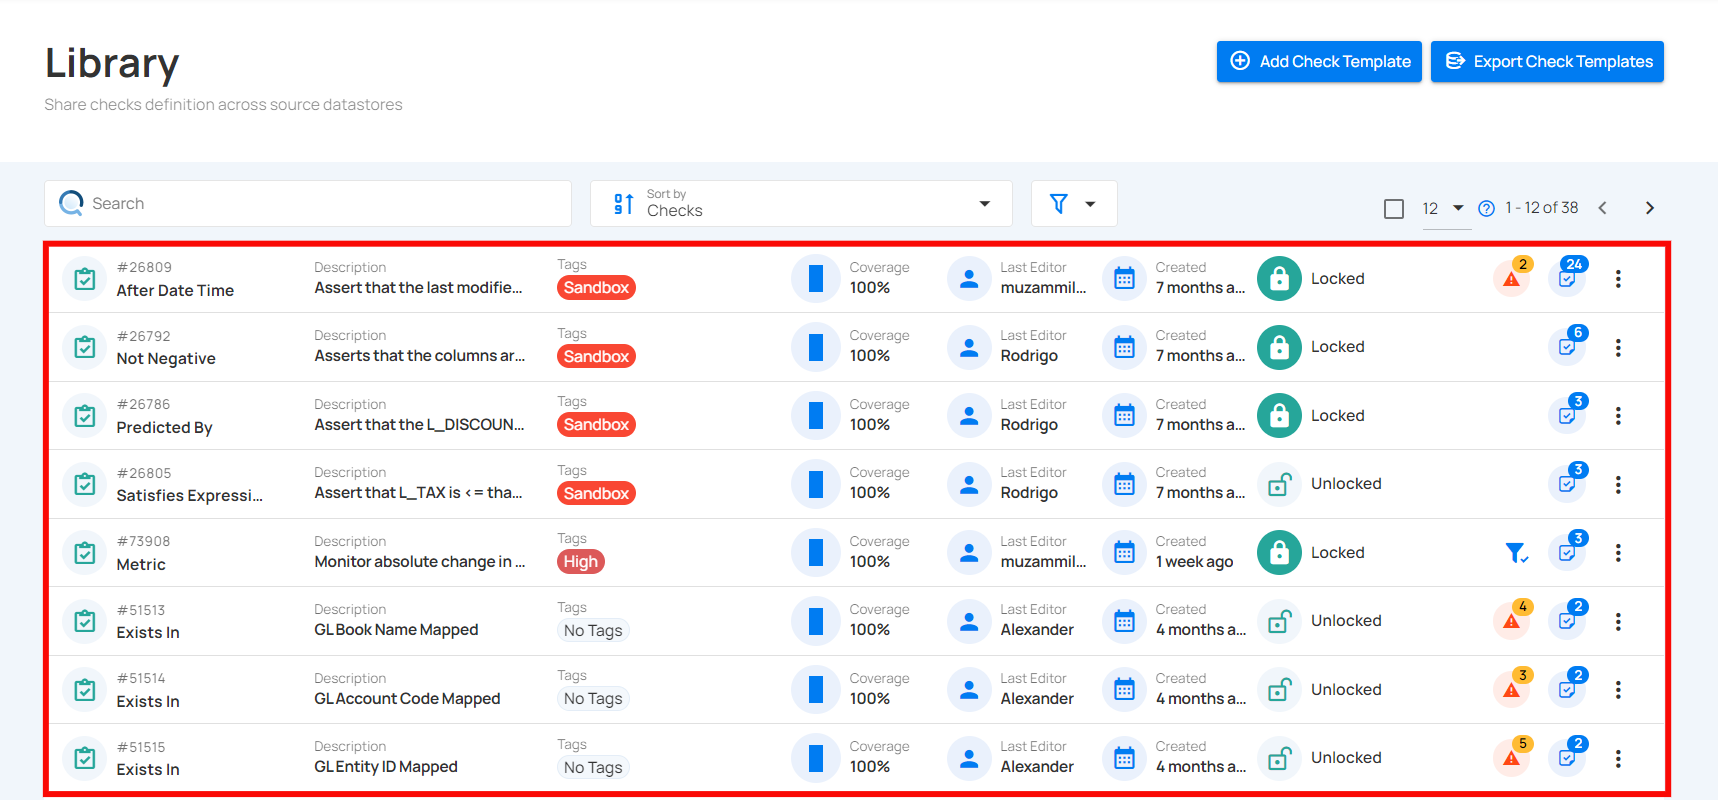 Library
Share checks definition across source datastores
Add Check Template
Export Check Templates
Search
Sort by
Checks
12
1 - 12 of 38
#26809
After Date Time
Description
Assert that the last modifie...
Tags
Sandbox
Coverage
100%
Last Editor
muzammil...
Created
7 months a...
Locked
2
24
#26792
Not Negative
Description
Asserts that the columns ar...
Tags
Sandbox
Coverage
100%
Last Editor
Rodrigo
Created
7 months a...
Locked
6
#26786
Predicted By
Description
Assert that the L_DISCOUN...
Tags
Sandbox
Coverage
100%
Last Editor
Rodrigo
Created
7 months a...
Locked
3
#26805
Satisfies Expressi...
Description
Assert that L_TAX is <= tha...
Tags
Sandbox
Coverage
100%
Last Editor
Rodrigo
Created
7 months a...
Unlocked
3
#73908
Metric
Description
Monitor absolute change in ...
Tags
High
Coverage
100%
Last Editor
muzammil...
Created
1 week ago
Locked
3
#51513
Exists In
Description
GL Book Name Mapped
Tags
No Tags
Coverage
100%
Last Editor
Alexander
Created
4 months a...
Unlocked
4
2
#51514
Exists In
Description
GL Account Code Mapped
Tags
No Tags
Coverage
100%
Last Editor
Alexander
Created
4 months a...
Unlocked
3
2
#51515
Exists In
Description
GL Entity ID Mapped
Tags
No Tags
Coverage
100%
Last Editor
Alexander
Created
4 months a...
Unlocked
5
2